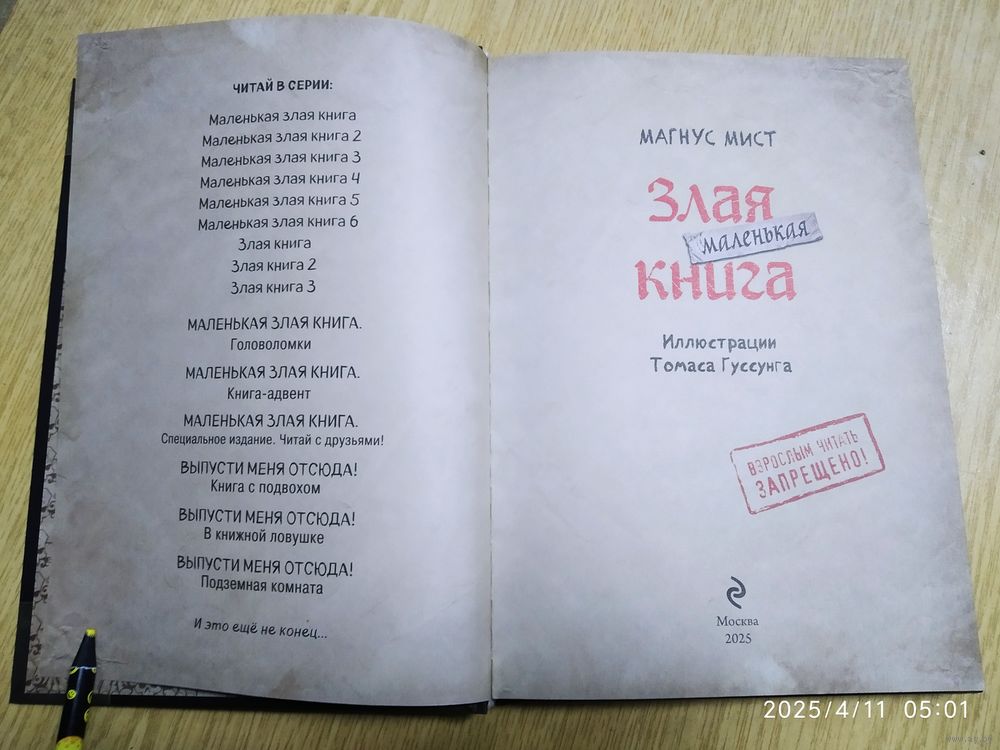 ЧИТАЙ В СЕРИИ:
Маленькая злая книга
Маленькая злая книга 2
Маленькая злая книга 3
Маленькая злая книга 4
Маленькая злая книга 5
Маленькая злая книга 6
Злая книга
Злая книга 2
Злая книга 3
МАЛЕНЬКАЯ ЗЛАЯ КНИГА.
Головоломки
МАЛЕНЬКАЯ ЗЛАЯ КНИГА.
Книга-адвент
МАЛЕНЬКАЯ ЗЛАЯ КНИГА.
Специальное издание. Читай с друзьями!
ВЫПУСТИ МЕНЯ ОТСЮДА!
Книга с подвохом
ВЫПУСТИ МЕНЯ ОТСЮДА!
В книжной ловушке
ВЫПУСТИ МЕНЯ ОТСЮДА!
Подземная комната
И это ещё не конец...
МАГНУС МИСТ
Злая
маленькая
книга
Иллюстрации
Томаса Гуссунга
ВЗРОСЛЫМ ЧИТАТЬ
ЗАПРЕЩЕНО!
Москва
2025
2025/4/11 05:01